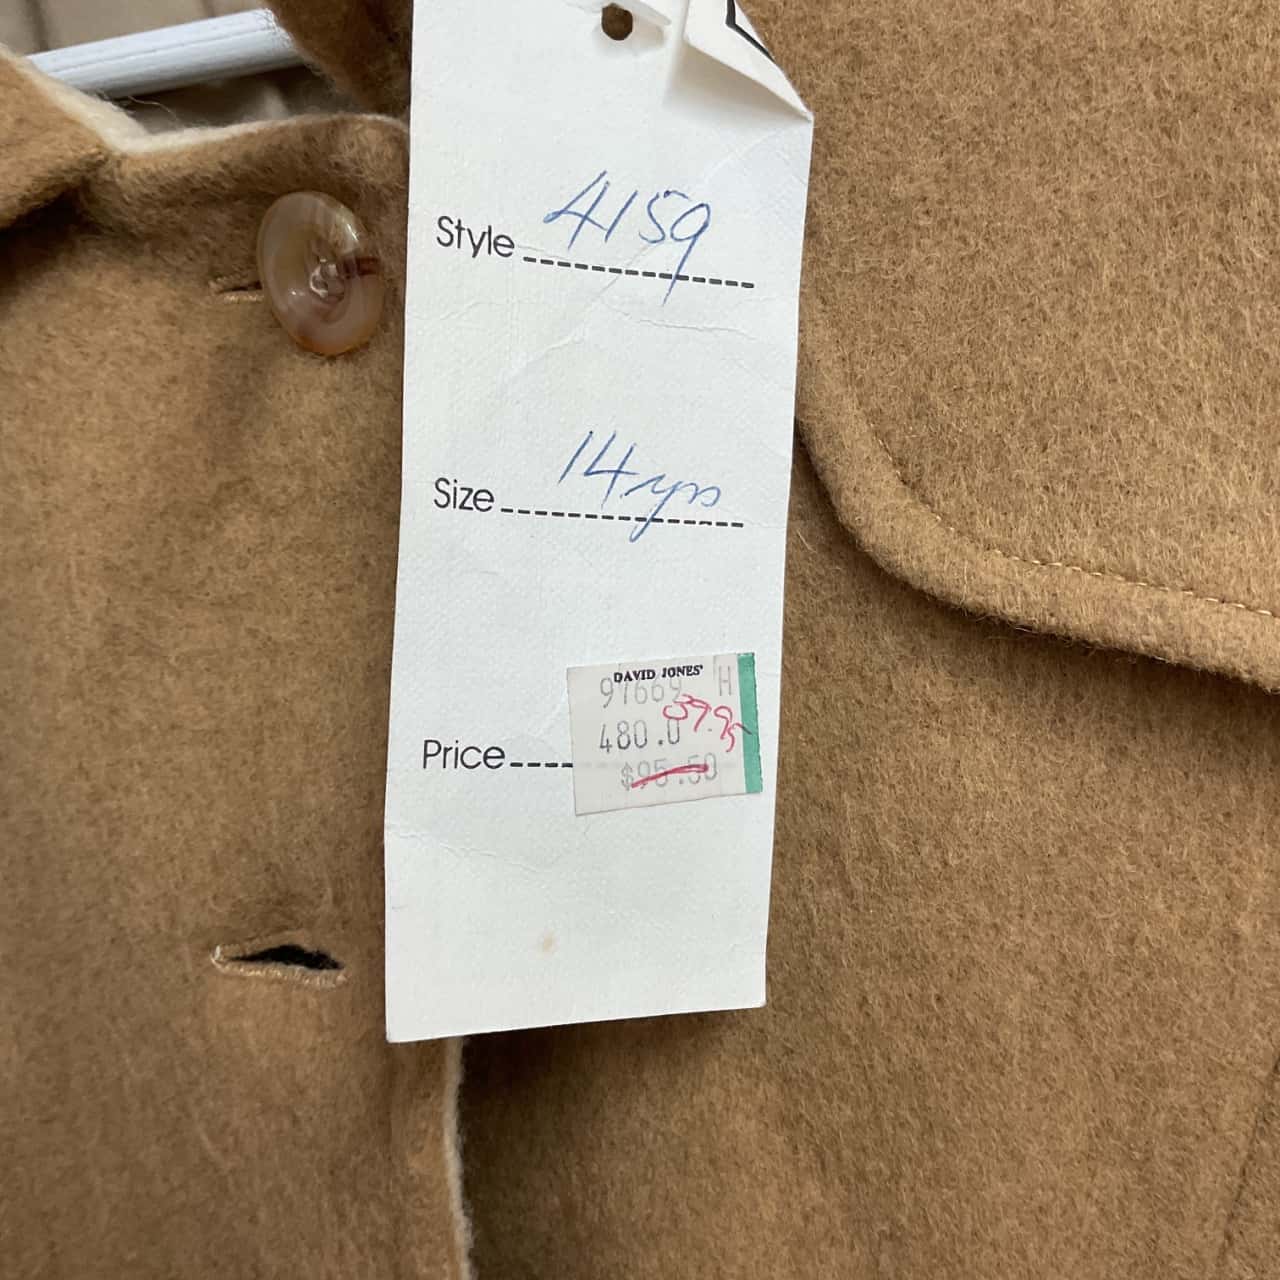 Style 4159
Size 14 yrs
DAVID JONES'
97669 H
480.0 39.95
Price $95.50